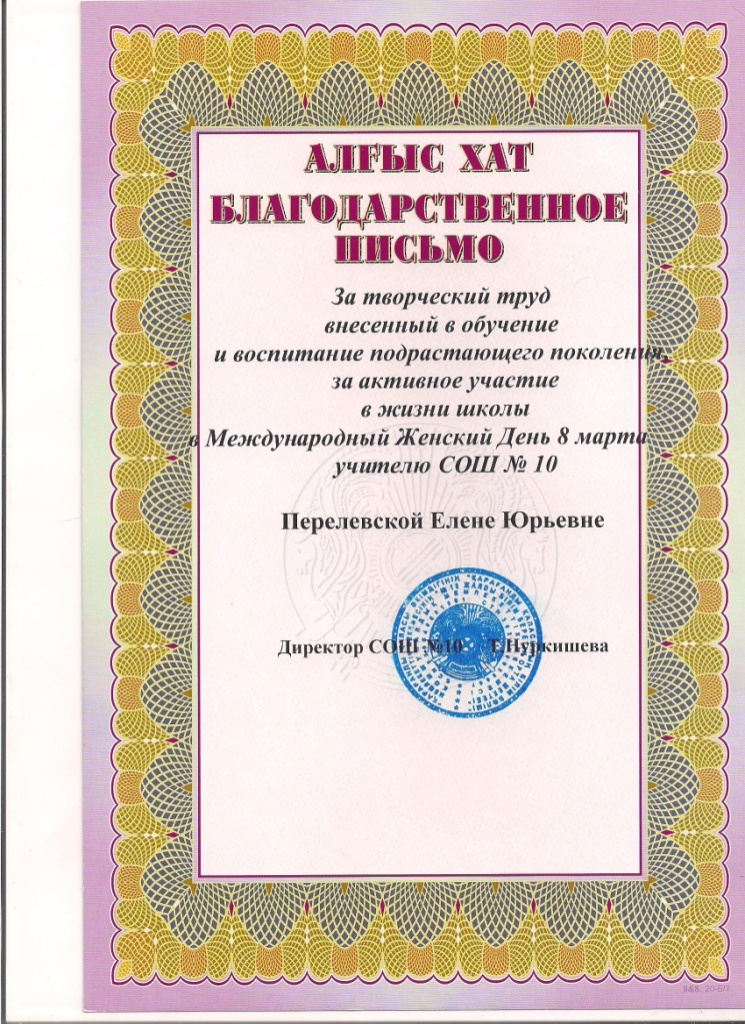 АЛҒЫС ХАТ
БЛАГОДАРСТВЕННОЕ
ПИСЬМО
За творческий труд
внесенный в обучение
и воспитание подрастающего поколения,
за активное участие
в жизни школы
в Международный Женский День 8 марта
учителю СОШ № 10
Перелевской Елене Юрьевне
Директор СОШ №10 Т.Нуркишева